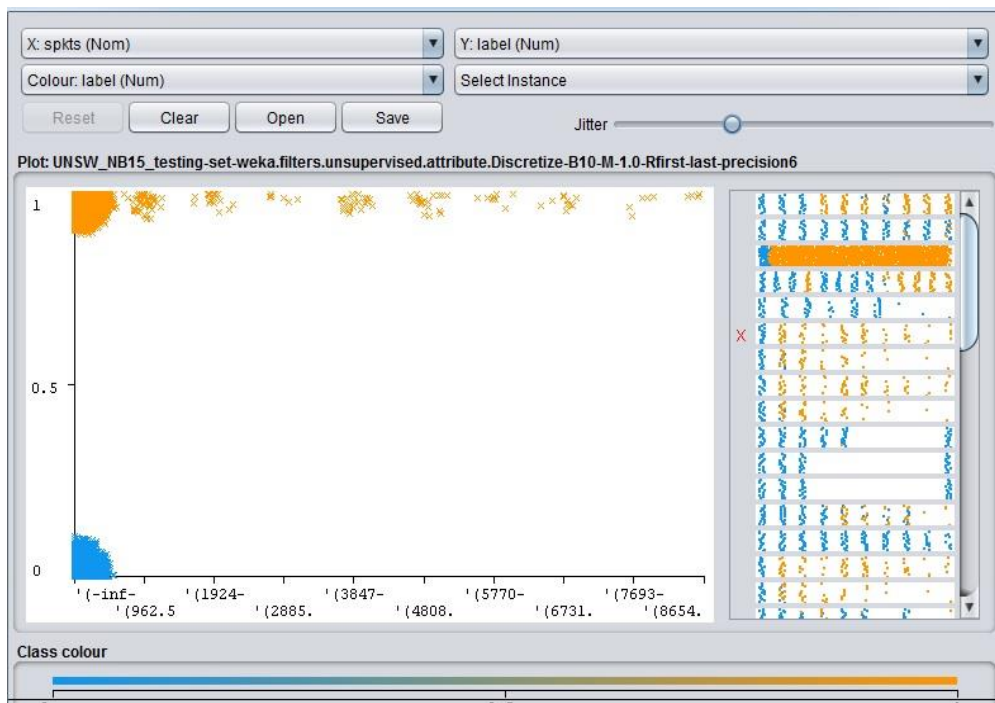 X: spkts (Nom) Y: label (Num)
Colour: label (Num) Select Instance
Reset Clear Open Save Jitter
Plot: UNSW_NB15_testing-set-weka.filters.unsupervised.attribute.Discretize-B10-M-1.0-Rfirst-last-precision6
1
X
0.5
0
'(-inf- '(1924- '(3847- '(5770- '(7693-
'(962.5 '(2885. '(4808. '(6731. '(8654.
Class colour